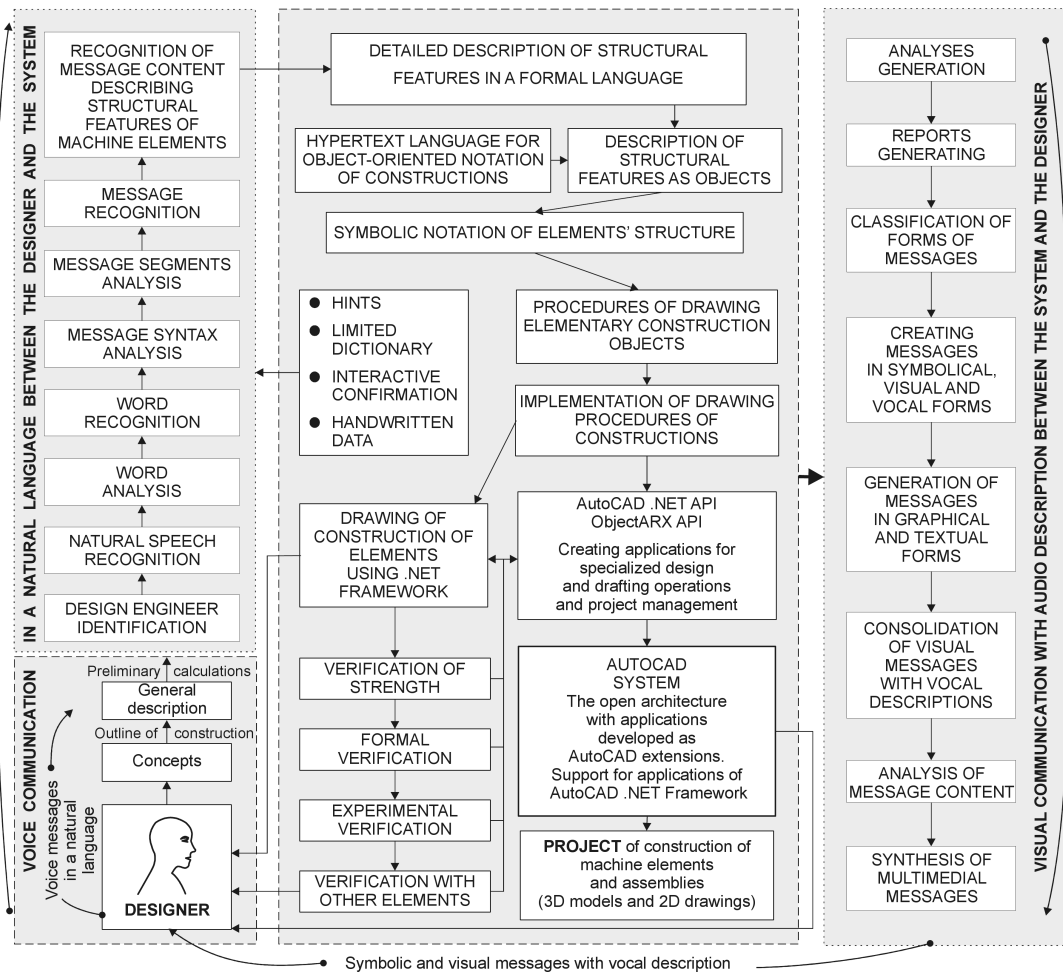 IN A NATURAL LANGUAGE BETWEEN THE DESIGNER AND THE SYSTEM
RECOGNITION OF
MESSAGE CONTENT
DESCRIBING
STRUCTURAL
FEATURES OF
MACHINE ELEMENTS
MESSAGE
RECOGNITION
MESSAGE SEGMENTS
ANALYSIS
MESSAGE SYNTAX
ANALYSIS
WORD
RECOGNITION
WORD
ANALYSIS
NATURAL SPEECH
RECOGNITION
DESIGN ENGINEER
IDENTIFICATION
VOICE COMMUNICATION
Preliminary calculations
General
description
Outline of construction
Concepts
Voice messages
in a natural
language
DESIGNER
DETAILED DESCRIPTION OF STRUCTURAL
FEATURES IN A FORMAL LANGUAGE
HYPERTEXT LANGUAGE FOR
OBJECT-ORIENTED NOTATION
OF CONSTRUCTIONS
DESCRIPTION OF
STRUCTURAL
FEATURES AS OBJECTS
SYMBOLIC NOTATION OF ELEMENTS' STRUCTURE
● HINTS
● LIMITED
DICTIONARY
● INTERACTIVE
CONFIRMATION
● HANDWRITTEN
DATA
PROCEDURES OF DRAWING
ELEMENTARY CONSTRUCTION
OBJECTS
IMPLEMENTATION OF DRAWING
PROCEDURES OF
CONSTRUCTIONS
DRAWING OF
CONSTRUCTION OF
ELEMENTS
USING .NET
FRAMEWORK
AutoCAD .NET API
ObjectARX API
Creating applications for
specialized design
and drafting operations
and project management
VERIFICATION OF
STRENGTH
FORMAL
VERIFICATION
EXPERIMENTAL
VERIFICATION
VERIFICATION WITH
OTHER ELEMENTS
AUTOCAD
SYSTEM
The open architecture
with applications
developed as
AutoCAD extensions.
Support for applications of
AutoCAD .NET Framework
PROJECT of construction of
machine elements
and assemblies
(3D models and 2D drawings)
ANALYSES
GENERATION
REPORTS
GENERATING
CLASSIFICATION OF
FORMS OF
MESSAGES
CREATING
MESSAGES
IN SYMBOLICAL,
VISUAL AND
VOCAL FORMS
GENERATION OF
MESSAGES
IN GRAPHICAL
AND TEXTUAL
FORMS
CONSOLIDATION
OF VISUAL
MESSAGES
WITH VOCAL
DESCRIPTIONS
ANALYSIS OF
MESSAGE CONTENT
SYNTHESIS OF
MULTIMEDIAL
MESSAGES
VISUAL COMMUNICATION WITH AUDIO DESCRIPTION BETWEEN THE SYSTEM AND THE DESIGNER
Symbolic and visual messages with vocal description